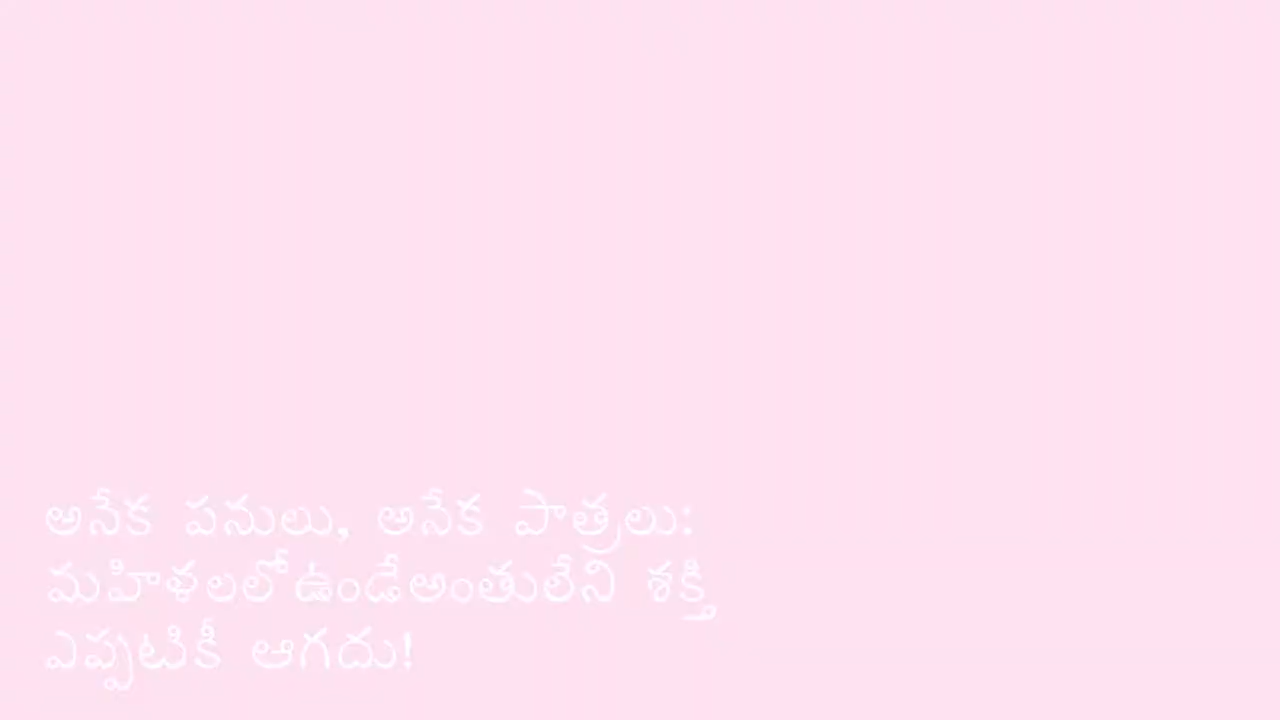 అనేక పనులు, అనేక పాత్రలు:
మహిళలలో ఉండే అంతులేని శక్తి
ఎప్పటికీ ఆగదు!